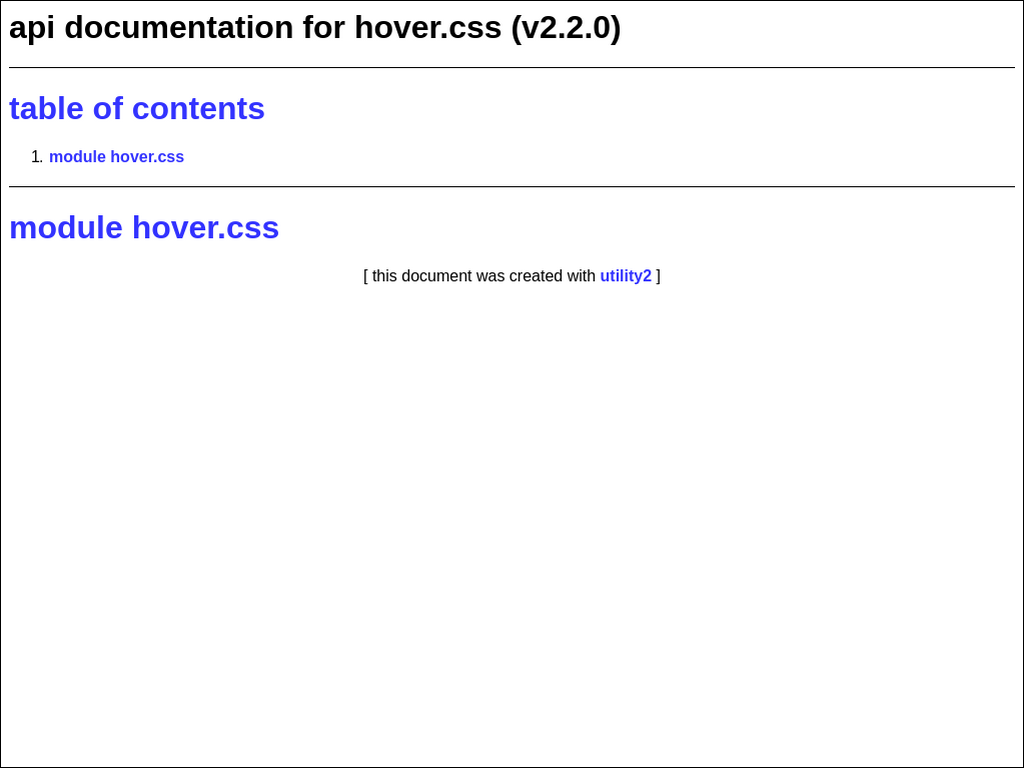 api documentation for hover.css (v2.2.0)
table of contents
1. module hover.css
module hover.css
[ this document was created with utility2 ]